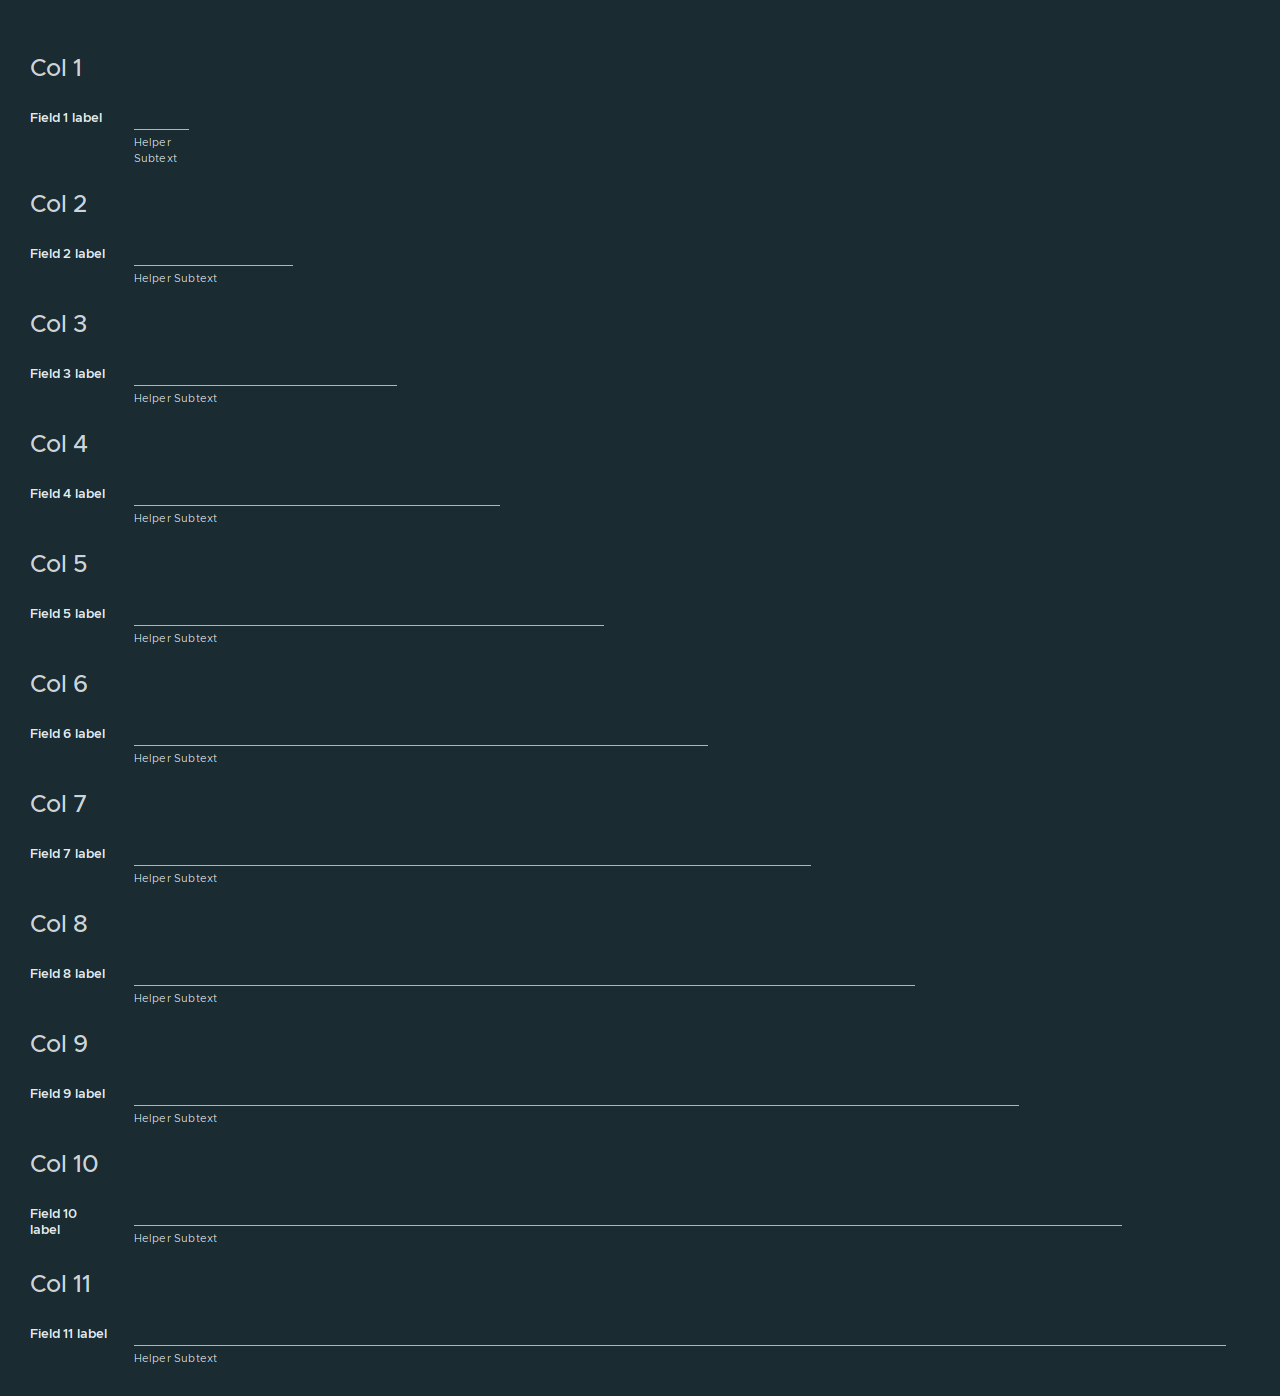 Col 1
Field 1 label
Helper
Subtext
Col 2
Field 2 label
Helper Subtext
Col 3
Field 3 label
Helper Subtext
Col 4
Field 4 label
Helper Subtext
Col 5
Field 5 label
Helper Subtext
Col 6
Field 6 label
Helper Subtext
Col 7
Field 7 label
Helper Subtext
Col 8
Field 8 label
Helper Subtext
Col 9
Field 9 label
Helper Subtext
Col 10
Field 10
label
Helper Subtext
Col 11
Field 11 label
Helper Subtext